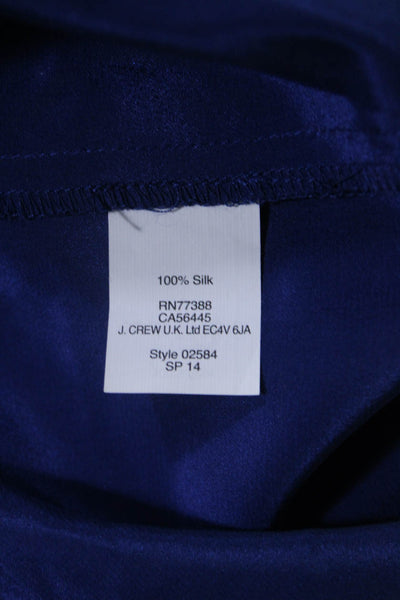 100% Silk
RN77388
CA56445
J. CREW U.K. Ltd EC4V 6JA
Style 02584
SP 14